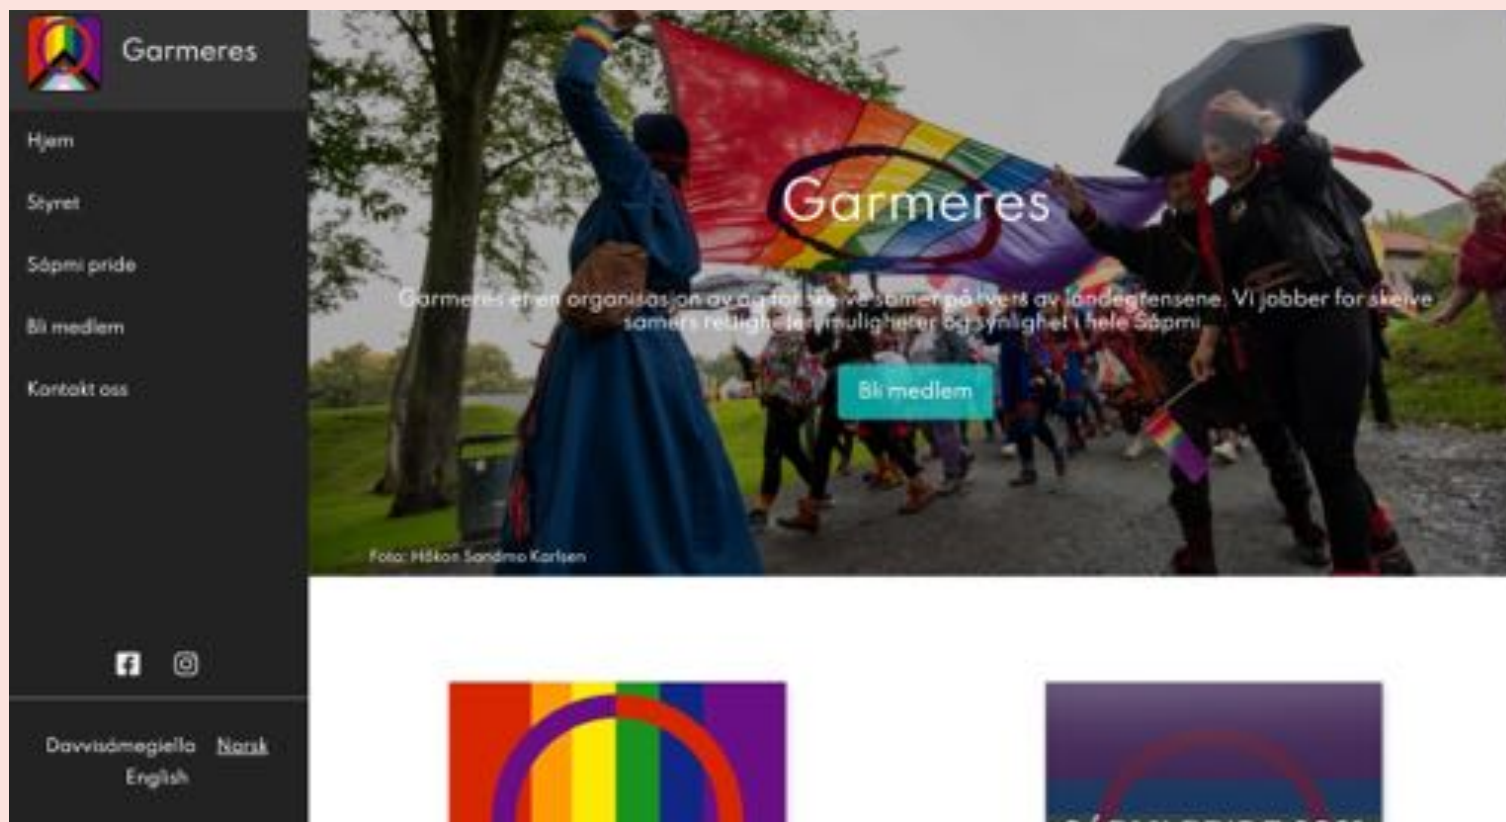 Garmeres
Hjem
Styret
Sápmi pride
Bli medlem
Kontakt oss
Davvisámegiella Norsk
English
Garmeres
Garmeres er en organisasjon av og for skeive samer på tvers av landegrensene. Vi jobber for skeive
samers rettigheter, muligheter og synlighet i hele Sápmi
Bli medlem
Foto: Håkon Sandmo Karlsen